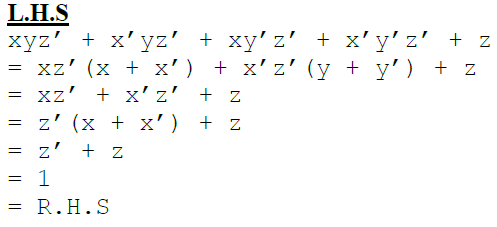 L.H.S
xyz′ + x′yz′ + xy′z′ + x′y′z′ + z
= xz′(x + x′) + x′z′(y + y′) + z
= xz′ + x′z′ + z
= z′(x + x′) + z
= z′ + z
= 1
= R.H.S